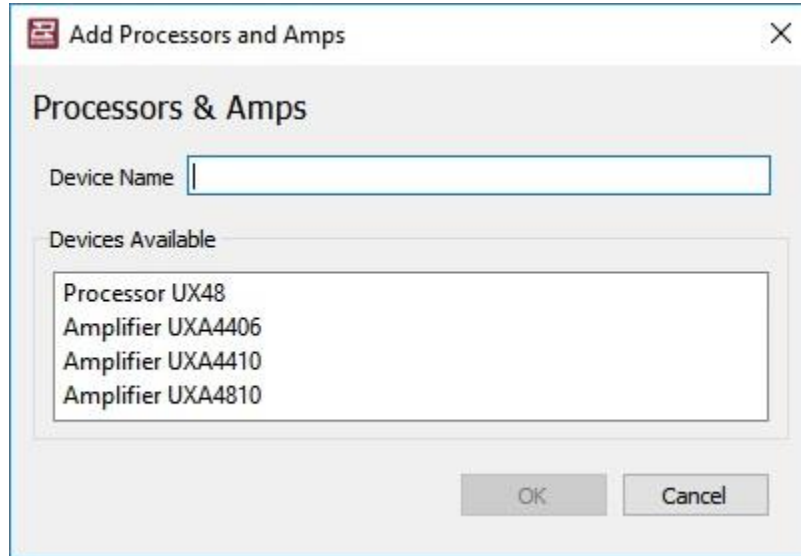 Add Processors and Amps
Processors & Amps
Device Name
Devices Available
Processor UX48
Amplifier UXA4406
Amplifier UXA4410
Amplifier UXA4810
OK
Cancel